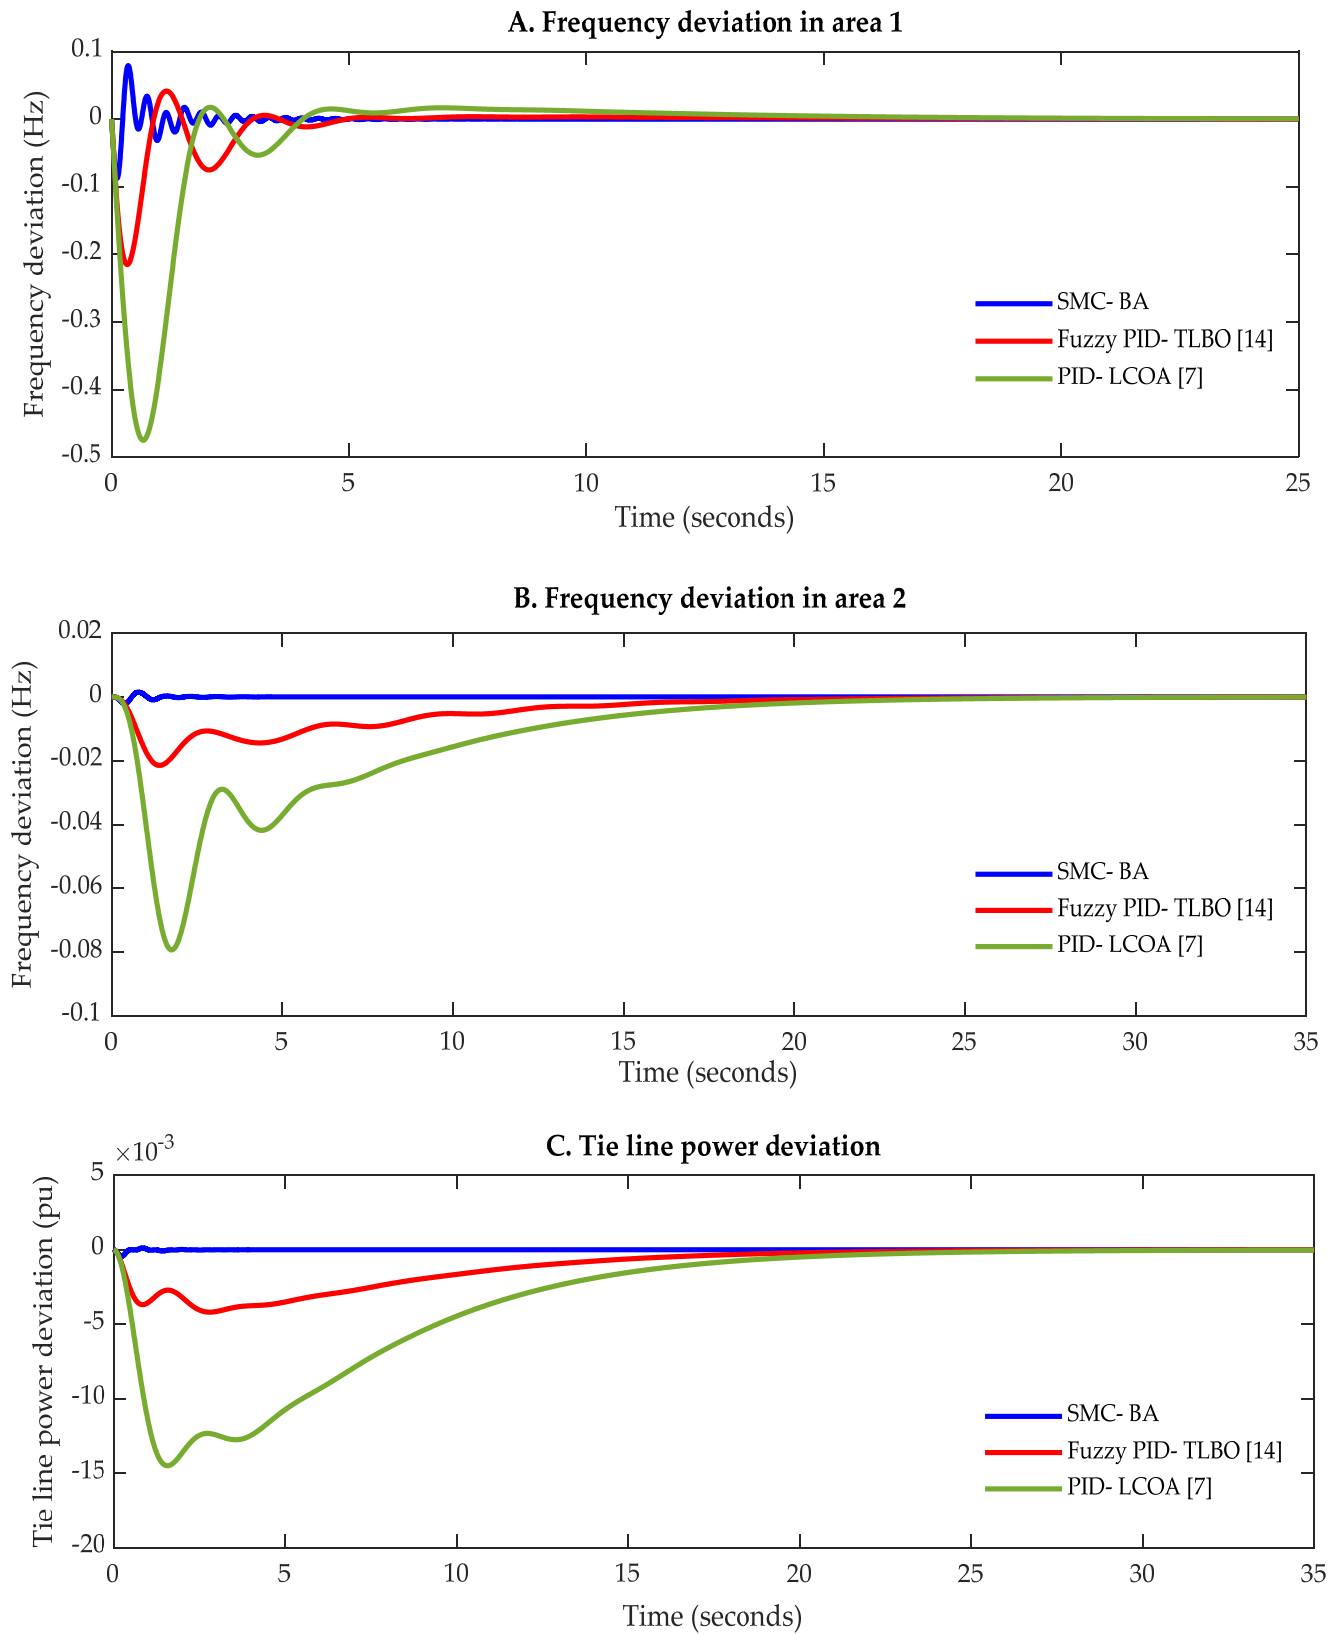 A. Frequency deviation in area 1
0.1
0
-0.1
-0.2
-0.3
-0.4
-0.5
Frequency deviation (Hz)
SMC- BA
Fuzzy PID- TLBO [14]
PID- LCOA [7]
0 5 10 15 20 25
Time (seconds)
B. Frequency deviation in area 2
0.02
0
-0.02
-0.04
-0.06
-0.08
-0.1
Frequency deviation (Hz)
SMC- BA
Fuzzy PID- TLBO [14]
PID- LCOA [7]
0 5 10 15 20 25 30 35
Time (seconds)
C. Tie line power deviation
×10⁻³
5
0
-5
-10
-15
-20
Tie line power deviation (pu)
SMC- BA
Fuzzy PID- TLBO [14]
PID- LCOA [7]
0 5 10 15 20 25 30 35
Time (seconds)